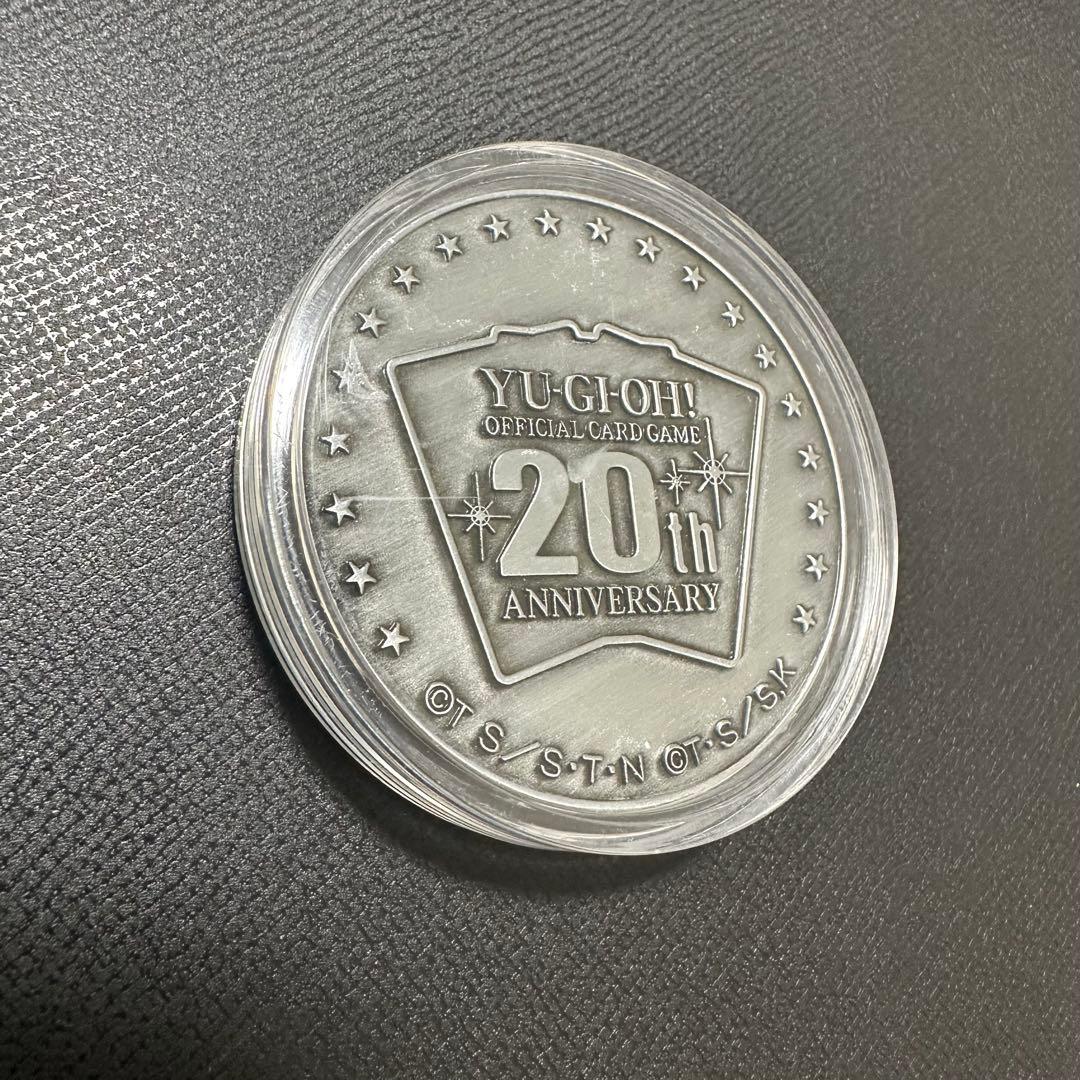 YU-GI-OH!
OFFICIAL CARD GAME
20th
ANNIVERSARY
©T S/S·T·N ©T·S/S,K